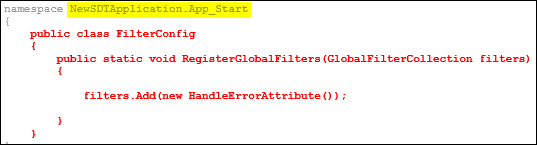 namespace NewSDTApplication.App_Start
{
public class FilterConfig
{
public static void RegisterGlobalFilters(GlobalFilterCollection filters)
{
filters.Add(new HandleErrorAttribute());
}
}